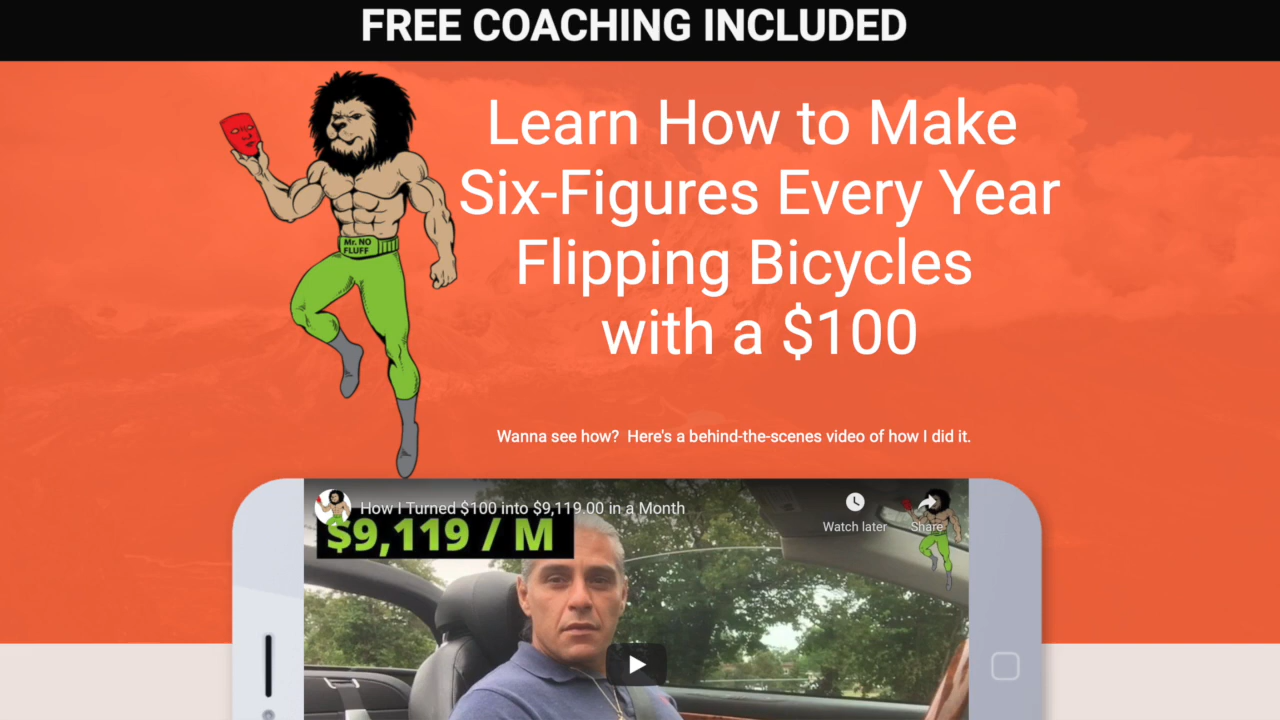 FREE COACHING INCLUDED
Learn How to Make
Six-Figures Every Year
Flipping Bicycles
with a $100
Mr. NO
FLUFF
Wanna see how? Here's a behind-the-scenes video of how I did it.
How I Turned $100 into $9,119.00 in a Month
Watch later
Share
$9,119 / M